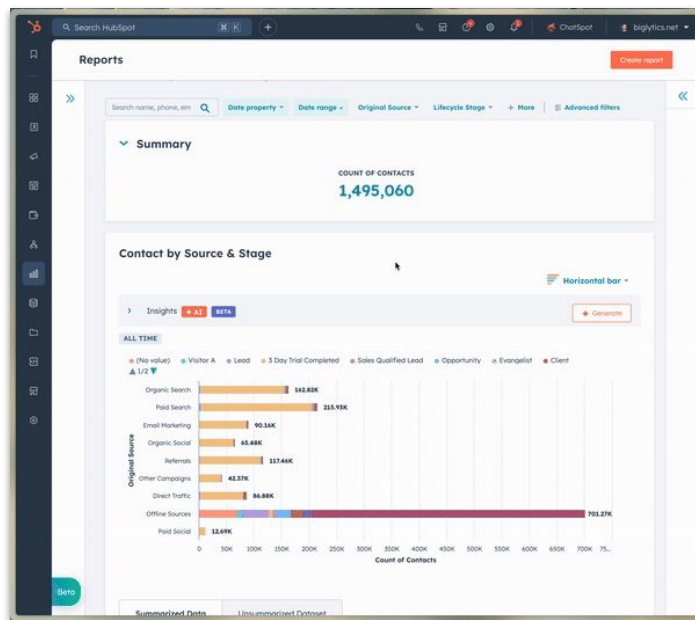 Search HubSpot
⌘ K
+
ChatSpot
biglytics.net
Reports
Create report
Search name, phone, em
Date property
Date range
Original Source
Lifecycle Stage
+ More
Advanced filters
Summary
COUNT OF CONTACTS
1,495,060
Contact by Source & Stage
Horizontal bar
Insights
AI
BETA
Generate
ALL TIME
(No value) Visitor A Lead 3 Day Trial Completed Sales Qualified Lead Opportunity Evangelist Client
1/2
Original Source
Organic Search 162.82K
Paid Search 215.93K
Email Marketing 90.16K
Organic Social 65.48K
Referrals 117.46K
Other Campaigns 42.37K
Direct Traffic 86.88K
Offline Sources 701.27K
Paid Social 12.69K
0 50K 100K 150K 200K 250K 300K 350K 400K 450K 500K 550K 600K 650K 700K 75...
Count of Contacts
Beta
Summarized Data
Unsummarized Dataset